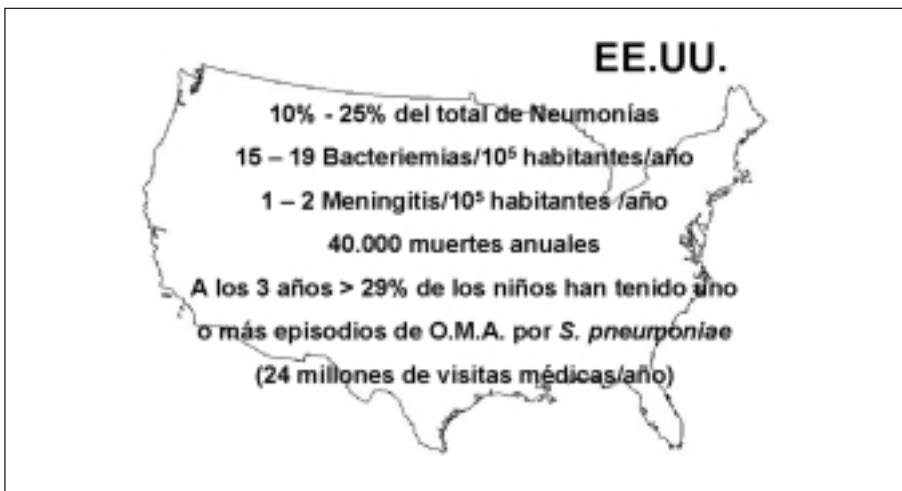 EE.UU.
10% - 25% del total de Neumonías
15 – 19 Bacteriemias/10⁵ habitantes/año
1 – 2 Meningitis/10⁵ habitantes /año
40.000 muertes anuales
A los 3 años > 29% de los niños han tenido uno
o más episodios de O.M.A. por S. pneumoniae
(24 millones de visitas médicas/año)